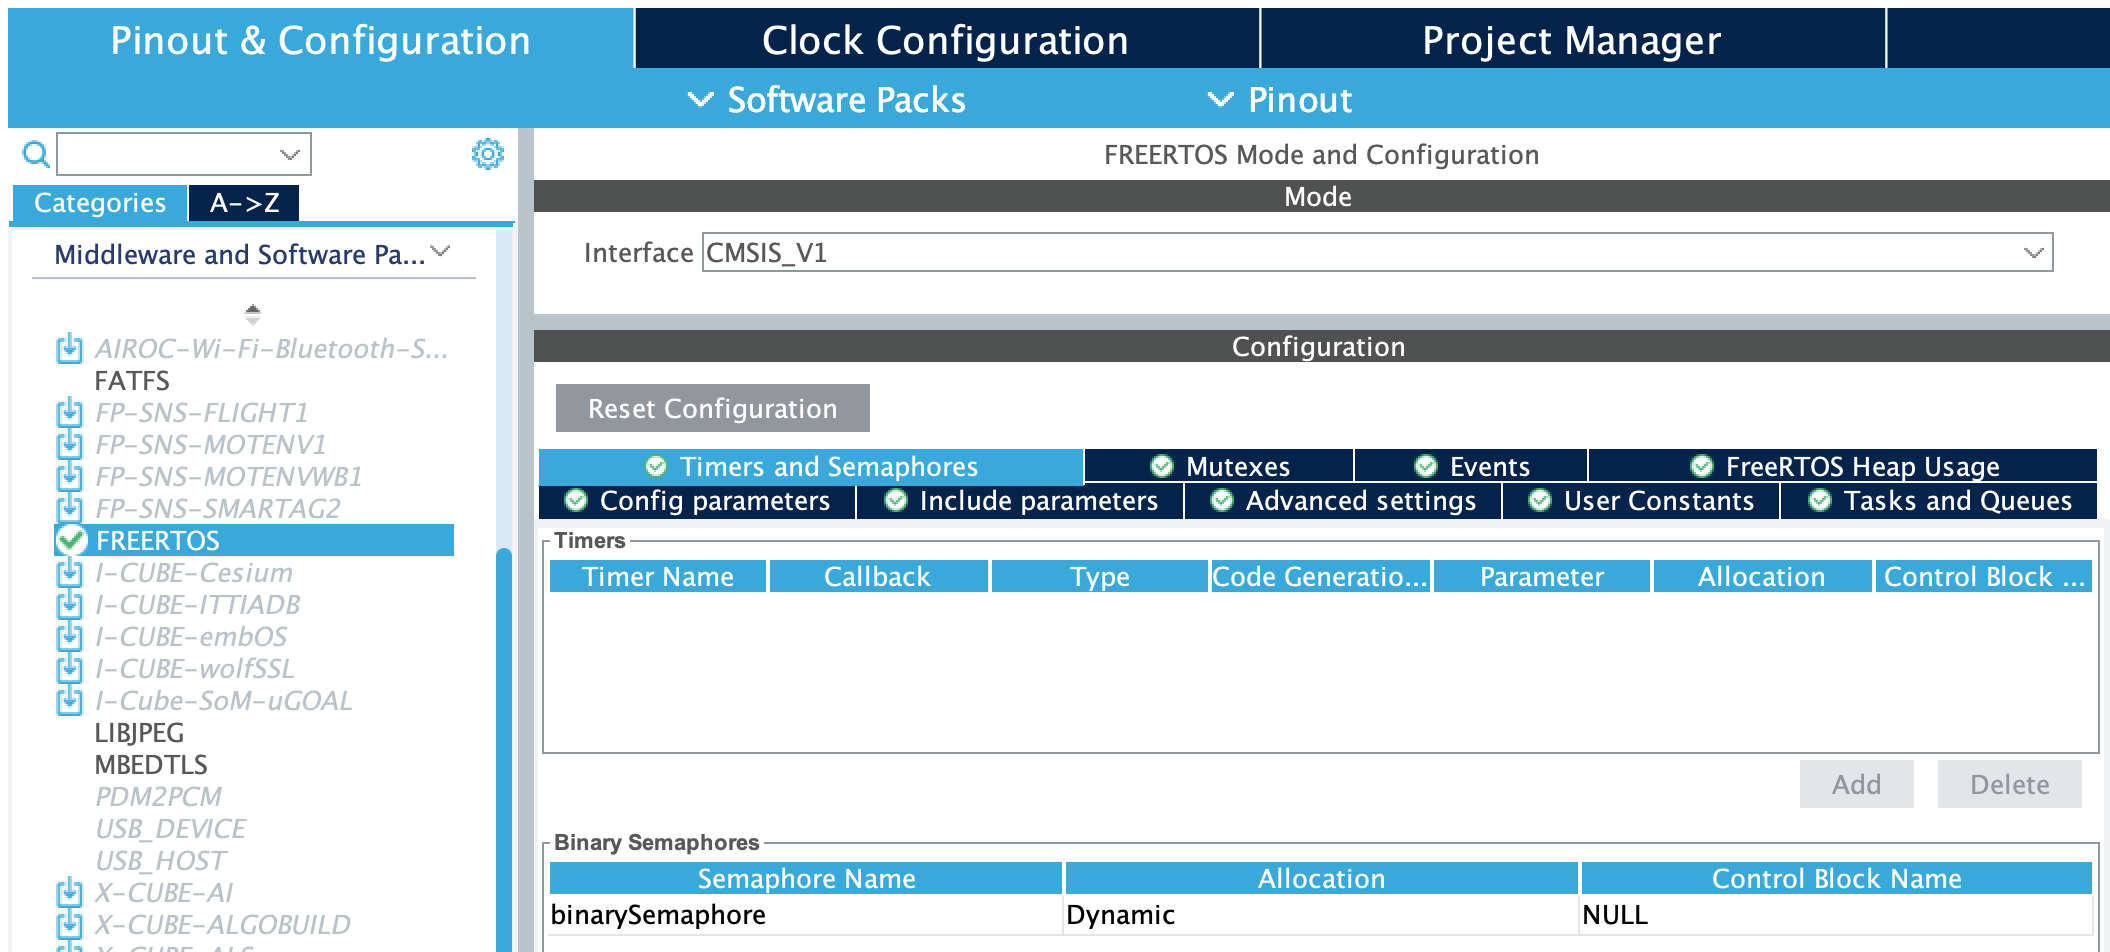 Pinout & Configuration
Clock Configuration
Project Manager
Software Packs
Pinout
Categories
A->Z
Middleware and Software Pa...
AIROC-Wi-Fi-Bluetooth-S...
FATFS
FP-SNS-FLIGHT1
FP-SNS-MOTENV1
FP-SNS-MOTENVWB1
FP-SNS-SMARTAG2
FREERTOS
I-CUBE-Cesium
I-CUBE-ITTIADB
I-CUBE-embOS
I-CUBE-wolfSSL
I-Cube-SoM-uGOAL
LIBJPEG
MBEDTLS
PDM2PCM
USB_DEVICE
USB_HOST
X-CUBE-AI
X-CUBE-ALGOBUILD
X-CUBE-ALS
FREERTOS Mode and Configuration
Mode
Interface CMSIS_V1
Configuration
Reset Configuration
Timers and Semaphores
Mutexes
Events
FreeRTOS Heap Usage
Config parameters
Include parameters
Advanced settings
User Constants
Tasks and Queues
Timers
Timer Name
Callback
Type
Code Generatio...
Parameter
Allocation
Control Block ...
Add
Delete
Binary Semaphores
Semaphore Name
Allocation
Control Block Name
binarySemaphore
Dynamic
NULL